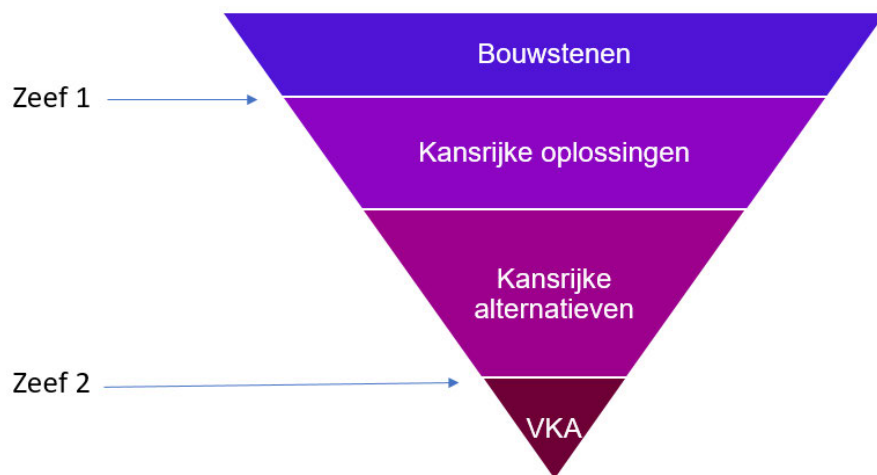 Bouwstenen
Zeef 1
Kansrijke oplossingen
Kansrijke
alternatieven
Zeef 2
VKA